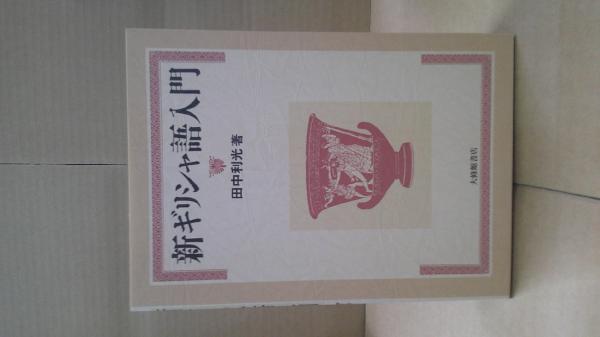 新ギリシャ語入門
田中利光 著
大修館書店